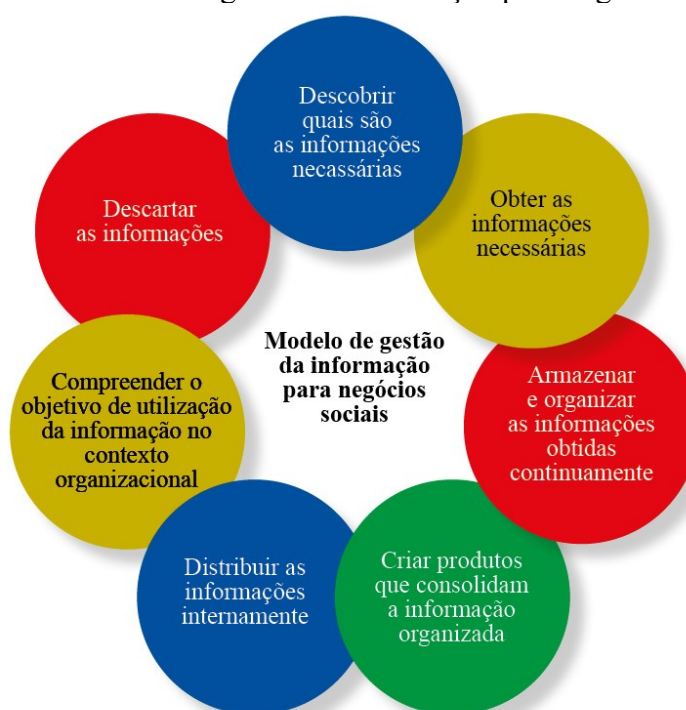 Descobrir
quais são
as informações
necassárias
Obter as
informações
necessárias
Armazenar
e organizar
as informações
obtidas
continuamente
Criar produtos
que consolidam
a informação
organizada
Distribuir as
informações
internamente
Compreender o
objetivo de utilização
da informação no
contexto
organizacional
Descartar
as informações
Modelo de gestão
da informação
para negócios
sociais